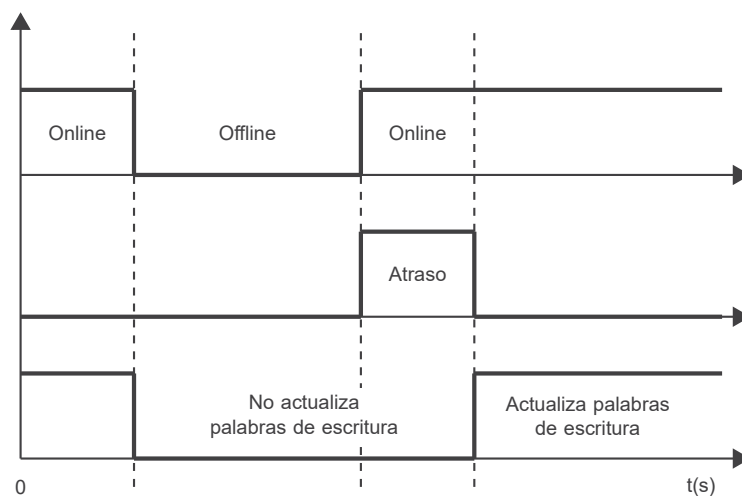 Online
Offline
Online
Atraso
No actualiza
palabras de escritura
Actualiza palabras
de escritura
0
t(s)